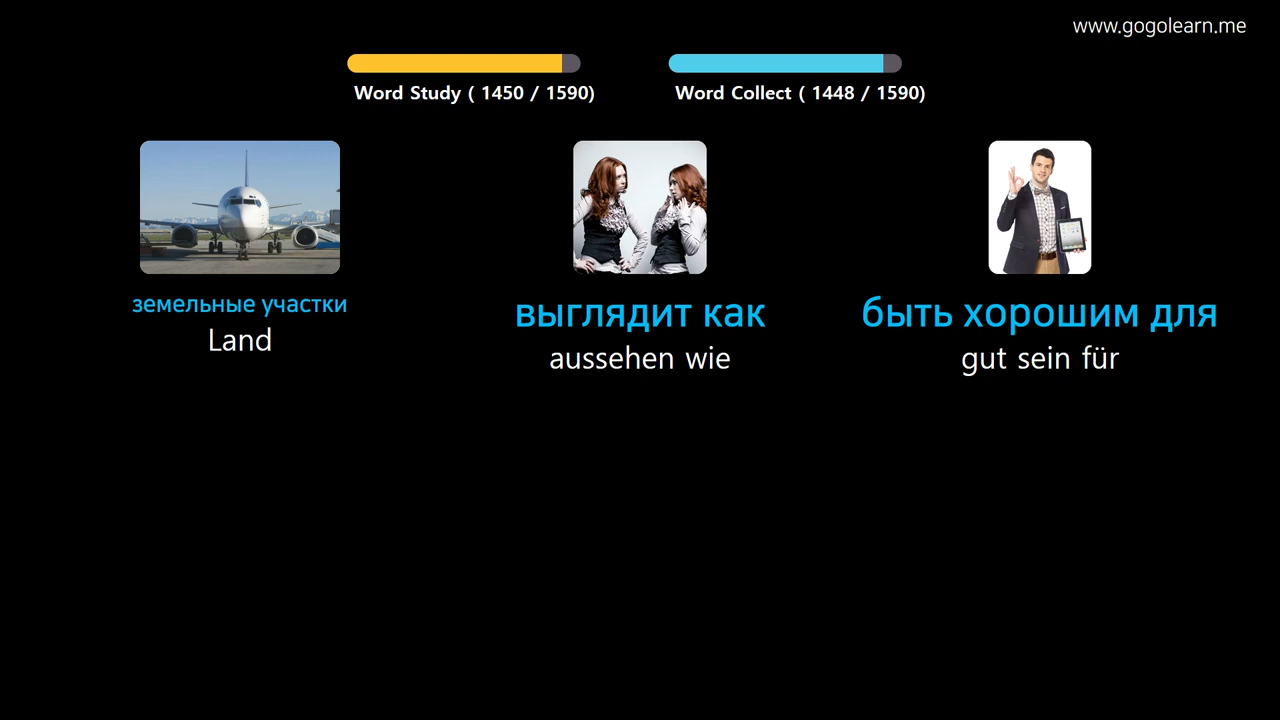 www.gogolearn.me
Word Study ( 1450 / 1590)
Word Collect ( 1448 / 1590)
земельные участки
Land
выглядит как
aussehen wie
быть хорошим для
gut sein für